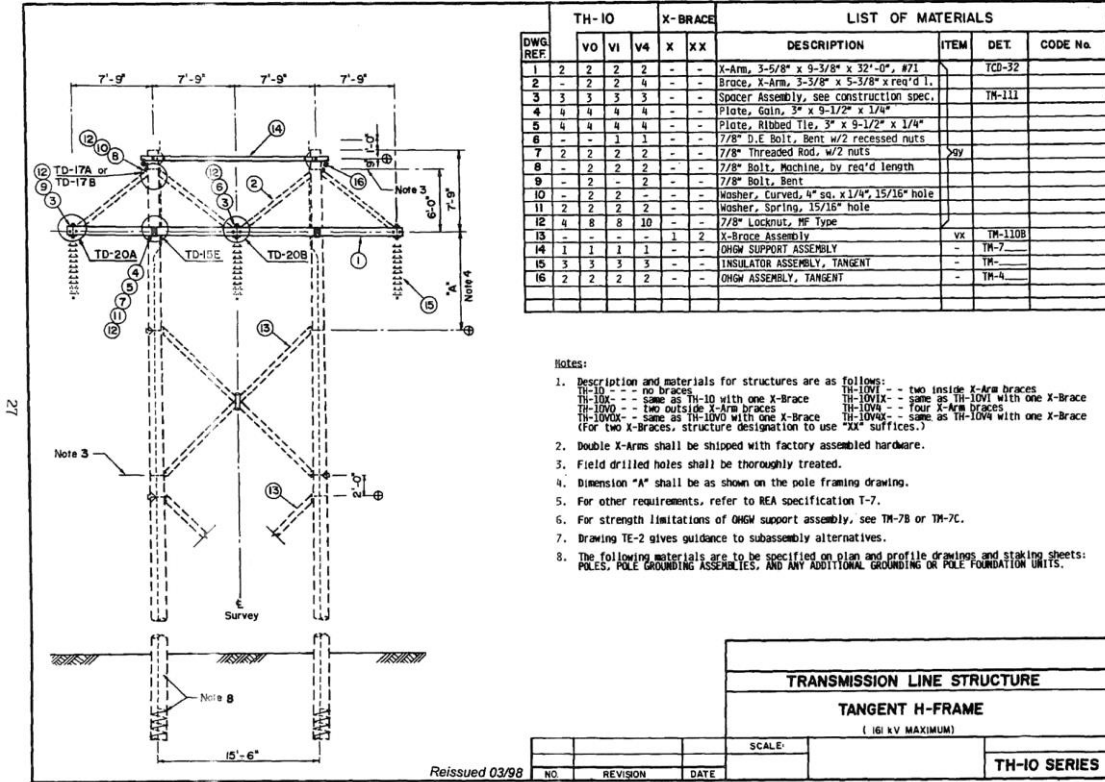 TH-10 X-BRACE LIST OF MATERIALS
DWG. REF. VO VI V4 X XX DESCRIPTION ITEM DET. CODE No.
1 2 2 2 2 - - X-Arm, 3-5/8" x 9-3/8" x 32'-0", #71 TCD-32
2 - 2 2 4 - - Brace, X-Arm, 3-3/8" x 5-3/8" x req'd l.
3 3 3 3 3 - - Spacer Assembly, see construction spec. TM-111
4 4 4 4 4 - - Plate, Gain, 3" x 9-1/2" x 1/4"
5 4 4 4 4 - - Plate, Ribbed Tie, 3" x 9-1/2" x 1/4"
6 - - 1 1 - - 7/8" D.E Bolt, Bent w/2 recessed nuts
7 2 2 2 2 - - 7/8" Threaded Rod, w/2 nuts gy
8 - 2 2 2 - - 7/8" Bolt, Machine, by req'd length
9 - 2 - 2 - - 7/8" Bolt, Bent
10 - 2 2 - - - Washer, Curved, 4" sq. x 1/4", 15/16" hole
11 2 2 2 2 - - Washer, Spring, 15/16" hole
12 4 8 8 10 - - 7/8" Locknut, MF Type
13 - - - - 1 2 X-Brace Assembly vx TM-110B
14 1 1 1 1 - - OHGW SUPPORT ASSEMBLY - TM-7
15 3 3 3 3 - - INSULATOR ASSEMBLY, TANGENT - TM-
16 2 2 2 2 - - OHGW ASSEMBLY, TANGENT - TM-4
7'-9" 7'-9" 7'-9" 7'-9"
14
12
10
8
TD-17A or
TD-17B
9
3
2
12
6
3
16
Note 3
1'-0"
9"
6'-0"
7'-9"
TD-20A TD-15E TD-20B
1
4
5
7
11
12
15
"A"
Note 4
13
Note 3
2'-0"
13
℄
Survey
Note 8
15'-6"
27
Notes:
1. Description and materials for structures are as follows:
TH-10 - - - no braces TH-10VI - - two inside X-Arm braces
TH-10X- - - same as TH-10 with one X-Brace TH-10VIX- - same as TH-10VI with one X-Brace
TH-10VO - - two outside X-Arm braces TH-10V4 - - four X-Arm braces
TH-10VOX- - same as TH-10VO with one X-Brace TH-10V4X- - same as TH-10V4 with one X-Brace
(For two X-Braces, structure designation to use "XX" suffices.)
2. Double X-Arms shall be shipped with factory assembled hardware.
3. Field drilled holes shall be thoroughly treated.
4. Dimension "A" shall be as shown on the pole framing drawing.
5. For other requirements, refer to REA specification T-7.
6. For strength limitations of OHGW support assembly, see TM-7B or TM-7C.
7. Drawing TE-2 gives guidance to subassembly alternatives.
8. The following materials are to be specified on plan and profile drawings and staking sheets:
POLES, POLE GROUNDING ASSEMBLIES, AND ANY ADDITIONAL GROUNDING OR POLE FOUNDATION UNITS.
TRANSMISSION LINE STRUCTURE
TANGENT H-FRAME
( 161 kV MAXIMUM)
SCALE:
TH-10 SERIES
Reissued 03/98
NO. REVISION DATE